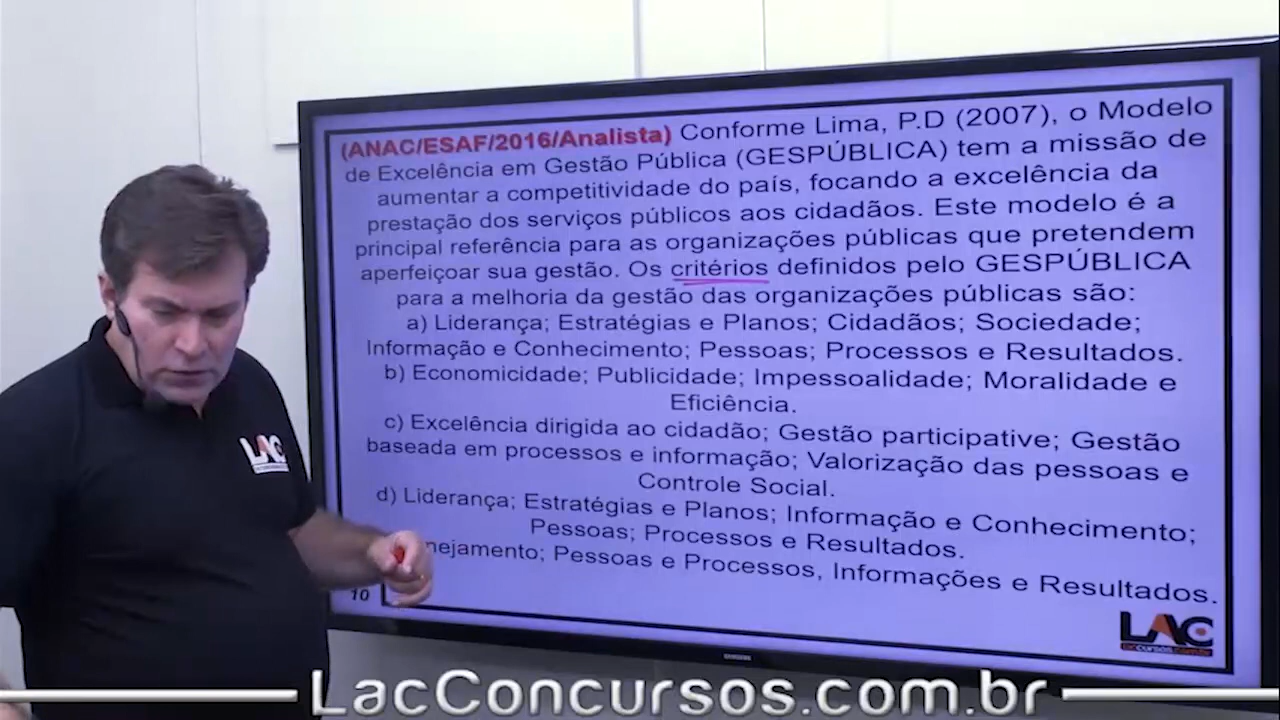 (ANAC/ESAF/2016/Analista) Conforme Lima, P.D (2007), o Modelo
de Excelência em Gestão Pública (GESPÚBLICA) tem a missão de
aumentar a competitividade do país, focando a excelência da
prestação dos serviços públicos aos cidadãos. Este modelo é a
principal referência para as organizações públicas que pretendem
aperfeiçoar sua gestão. Os critérios definidos pelo GESPÚBLICA
para a melhoria da gestão das organizações públicas são:
a) Liderança; Estratégias e Planos; Cidadãos; Sociedade;
Informação e Conhecimento; Pessoas; Processos e Resultados.
b) Economicidade; Publicidade; Impessoalidade; Moralidade e
Eficiência.
c) Excelência dirigida ao cidadão; Gestão participative; Gestão
baseada em processos e informação; Valorização das pessoas e
Controle Social.
d) Liderança; Estratégias e Planos; Informação e Conhecimento;
Pessoas; Processos e Resultados.
nejamento; Pessoas e Processos, Informações e Resultados.
10
LAC
laccursos.com.br
LAC
SAMSUNG
LacConcursos.com.br